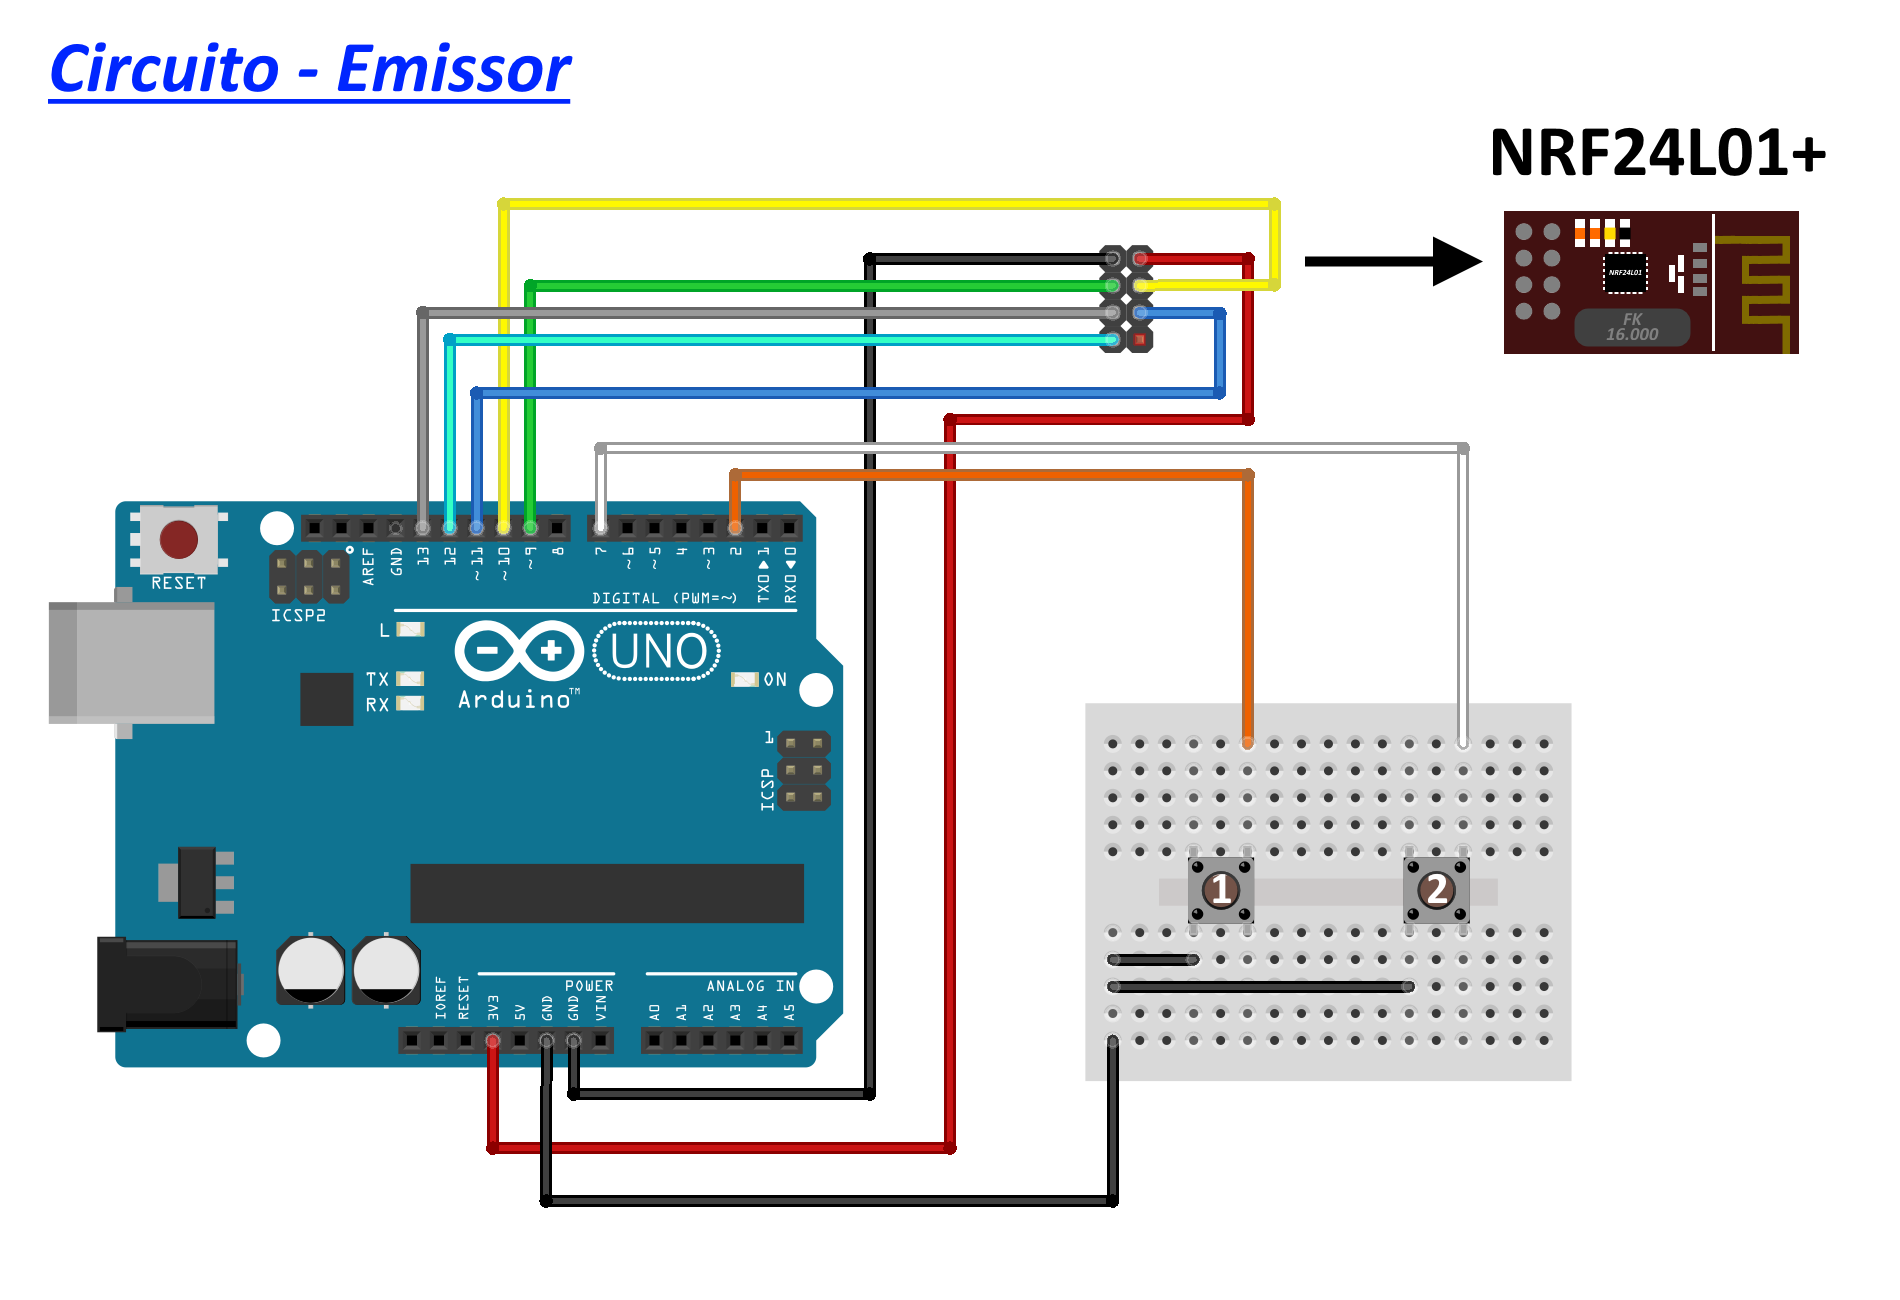 Circuito - Emissor
NRF24L01+
NRF24L01
FK
16.000
RESET
ICSP2
AREF
GND
13
12
~11
~10
~9
8
7
~6
~5
4
~3
2
TX0▶1
RX0◀0
DIGITAL (PWM=~)
L
TX
RX
UNO
Arduino™
ON
1
ICSP
1
2
IOREF
RESET
3V3
5V
GND
GND
VIN
POWER
ANALOG IN
A0
A1
A2
A3
A4
A5